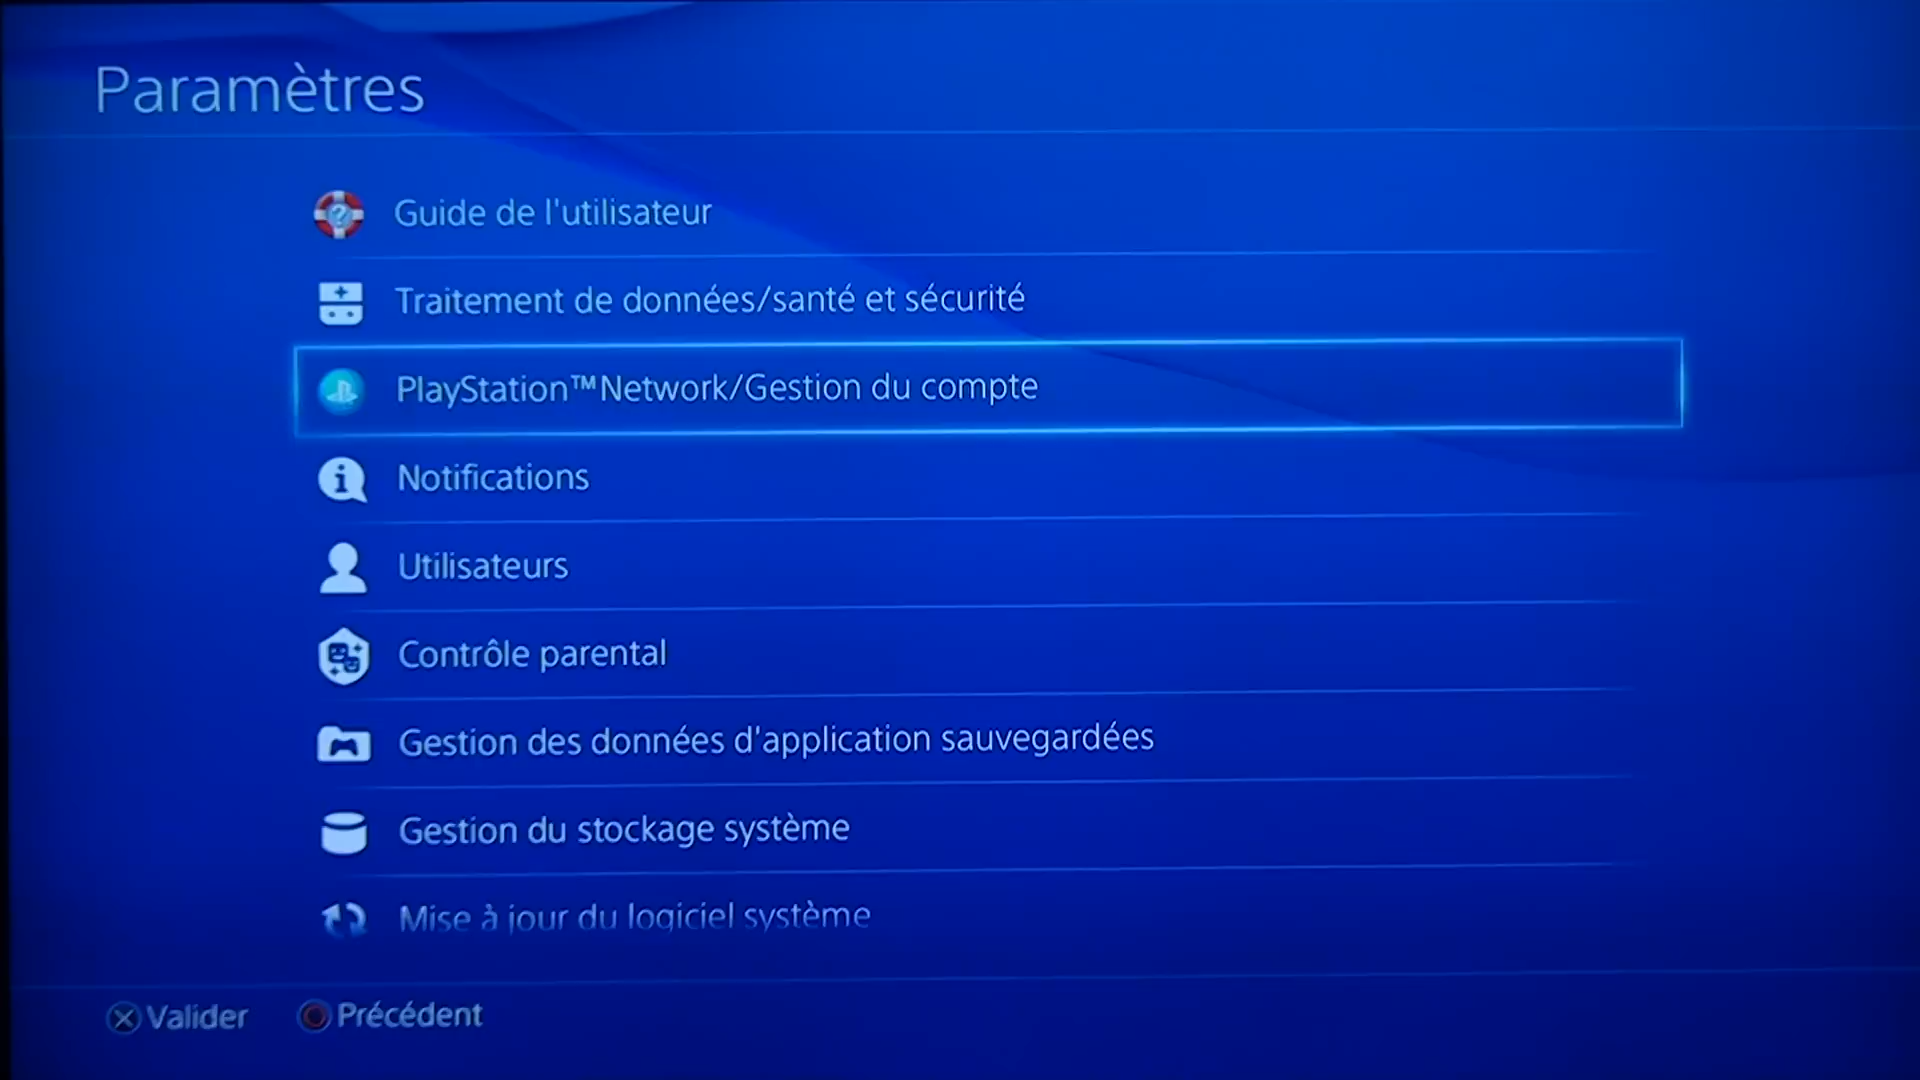 Paramètres
Guide de l'utilisateur
Traitement de données/santé et sécurité
PlayStation™Network/Gestion du compte
Notifications
Utilisateurs
Contrôle parental
Gestion des données d'application sauvegardées
Gestion du stockage système
Mise à jour du logiciel système
Valider
Précédent